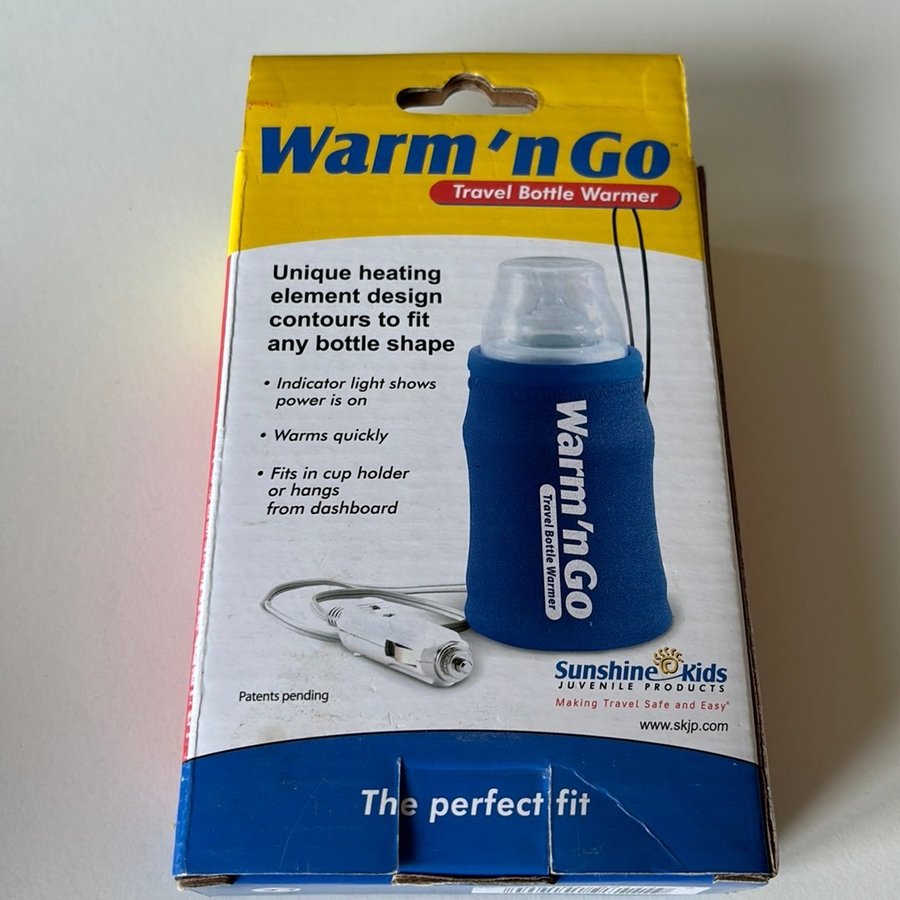 Warm 'n Go™
Travel Bottle Warmer
Unique heating
element design
contours to fit
any bottle shape
• Indicator light shows
power is on
• Warms quickly
• Fits in cup holder
or hangs
from dashboard
Warm 'n Go
Travel Bottle Warmer
Sunshine Kids
JUVENILE PRODUCTS
Making Travel Safe and Easy®
www.skjp.com
Patents pending
The perfect fit